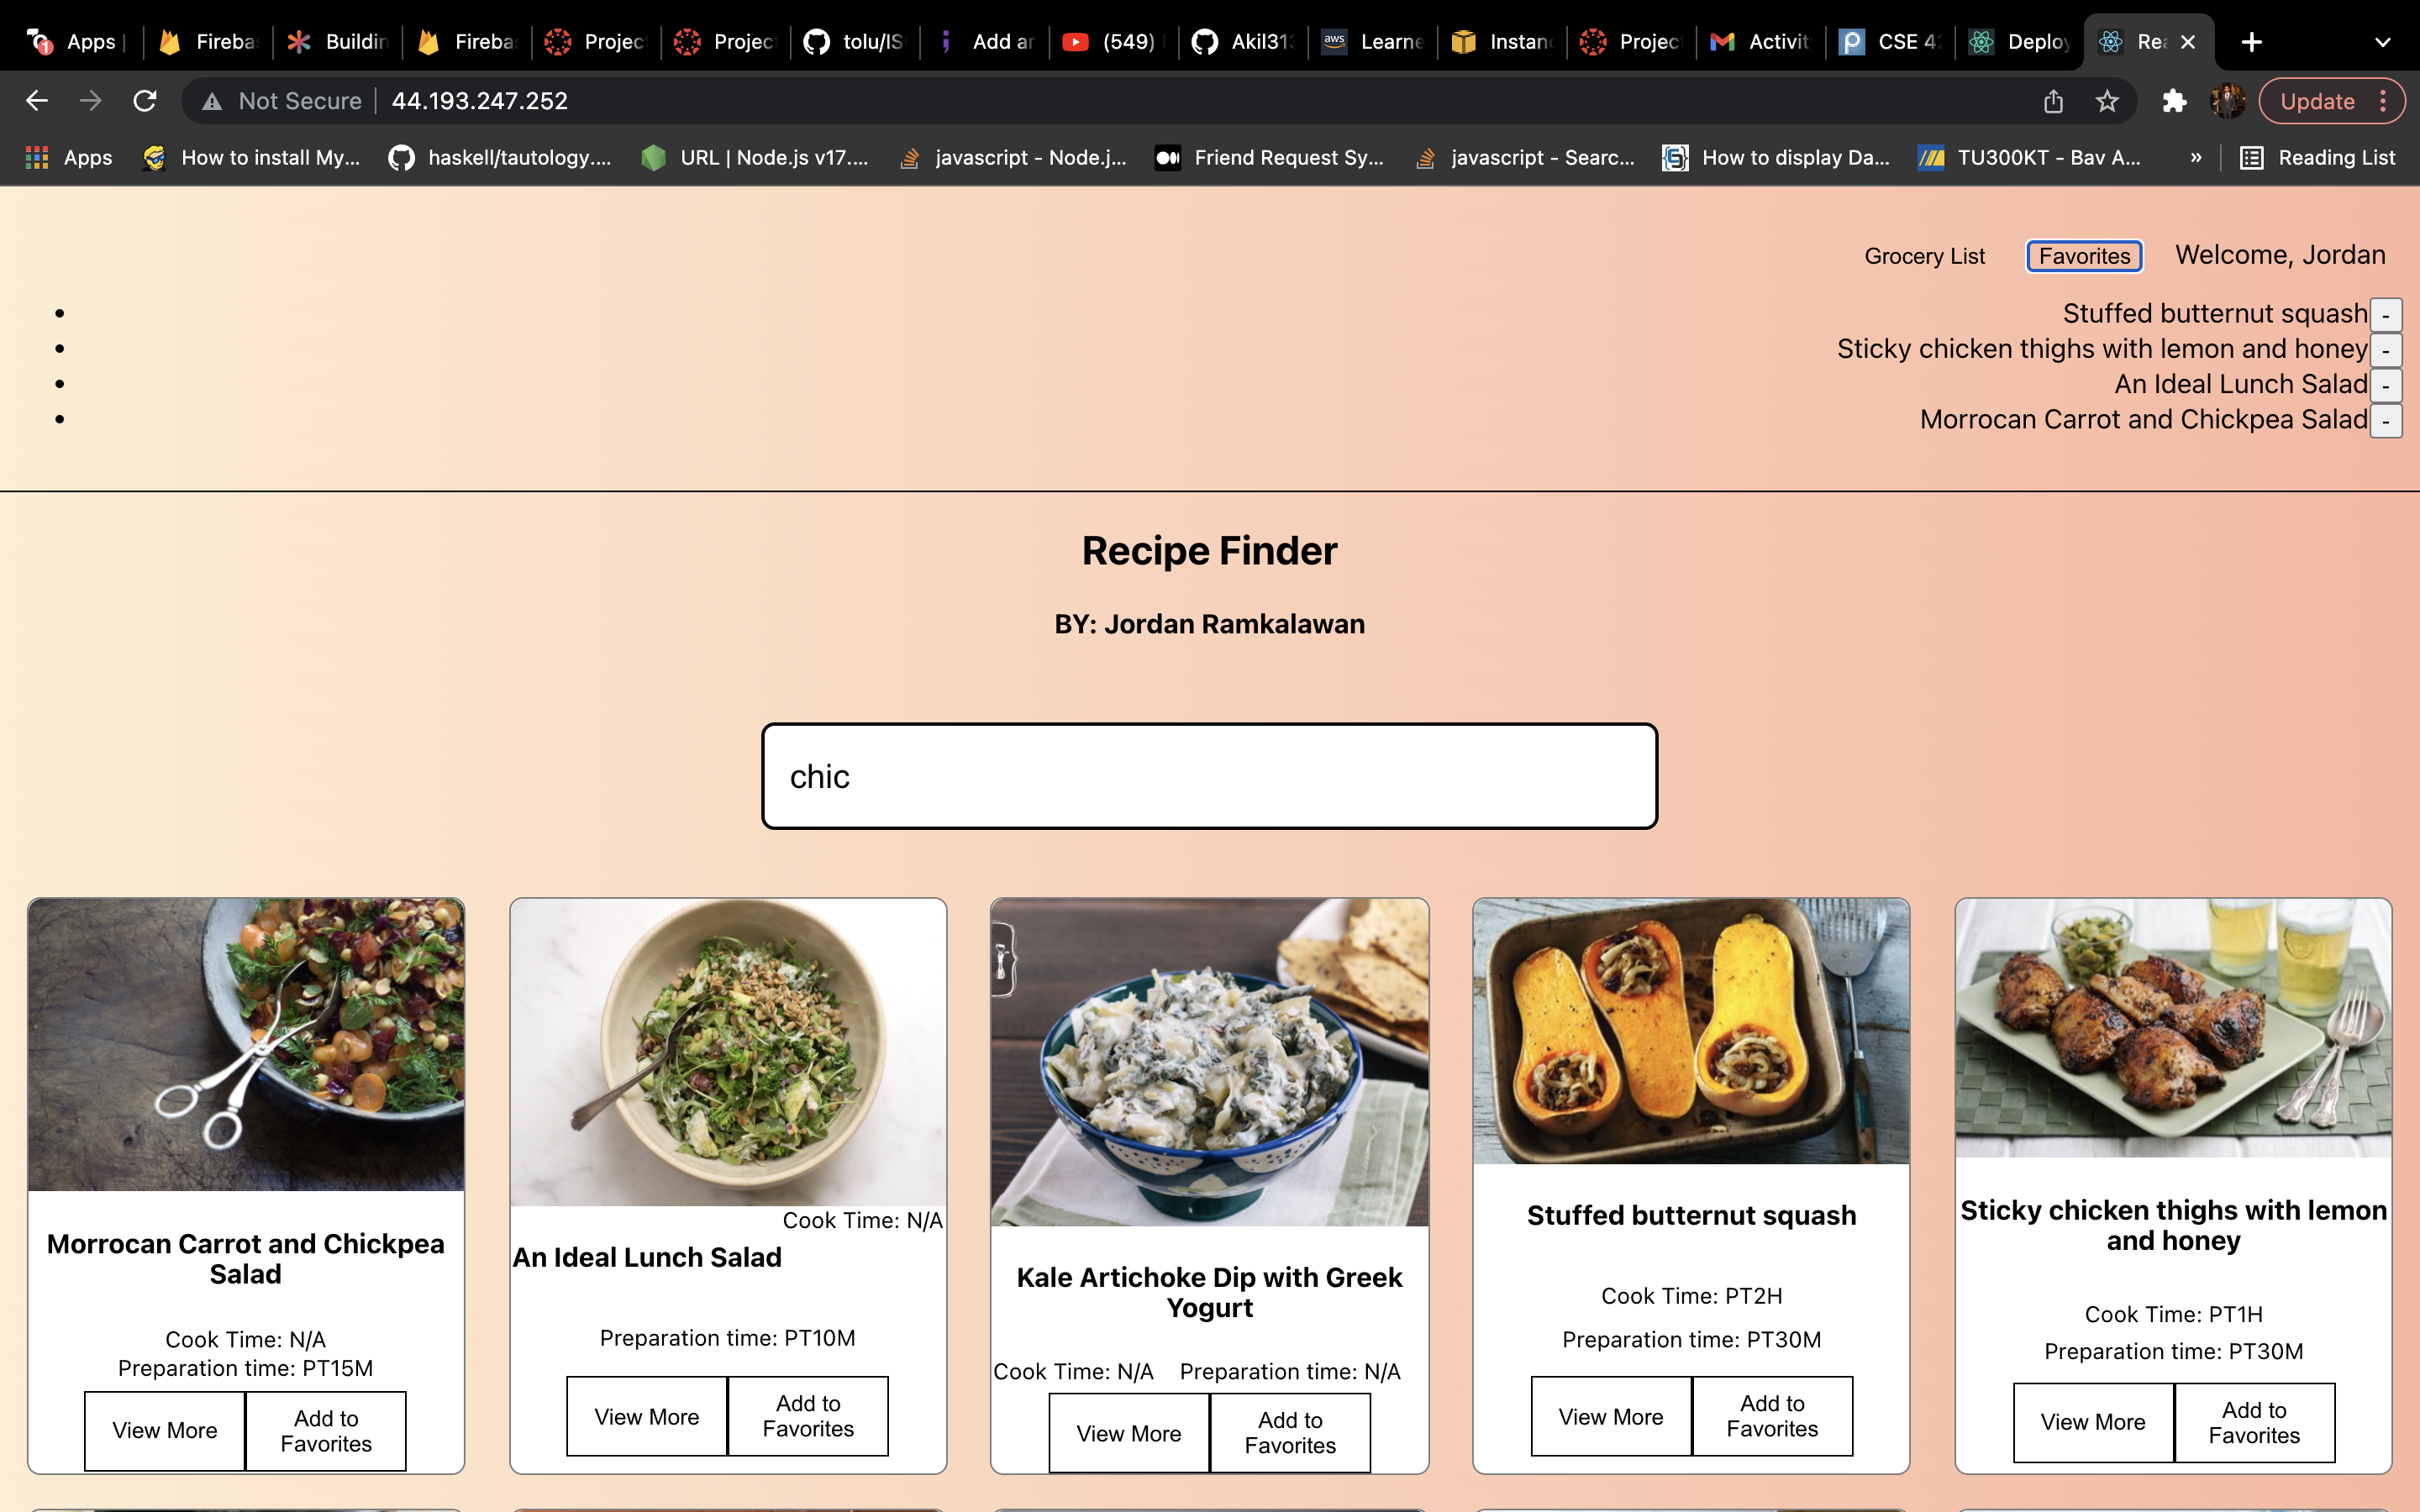 Apps
Fireba
Buildin
Fireba
Projec
Projec
tolu/IS
Add ar
(549)
Akil313
aws
Learne
Instan
Projec
Activit
CSE 42
Deploy
Rea
Not Secure
44.193.247.252
Update
Apps
How to install My...
haskell/tautology....
URL | Node.js v17....
javascript - Node.j...
Friend Request Sy...
javascript - Searc...
How to display Da...
TU300KT - Bav A...
»
Reading List
Grocery List
Favorites
Welcome, Jordan
Stuffed butternut squash -
Sticky chicken thighs with lemon and honey -
An Ideal Lunch Salad -
Morrocan Carrot and Chickpea Salad -
Recipe Finder
BY: Jordan Ramkalawan
chic
Morrocan Carrot and Chickpea
Salad
Cook Time: N/A
Preparation time: PT15M
View More
Add to
Favorites
Cook Time: N/A
An Ideal Lunch Salad
Preparation time: PT10M
View More
Add to
Favorites
Kale Artichoke Dip with Greek
Yogurt
Cook Time: N/A Preparation time: N/A
View More
Add to
Favorites
Stuffed butternut squash
Cook Time: PT2H
Preparation time: PT30M
View More
Add to
Favorites
Sticky chicken thighs with lemon
and honey
Cook Time: PT1H
Preparation time: PT30M
View More
Add to
Favorites